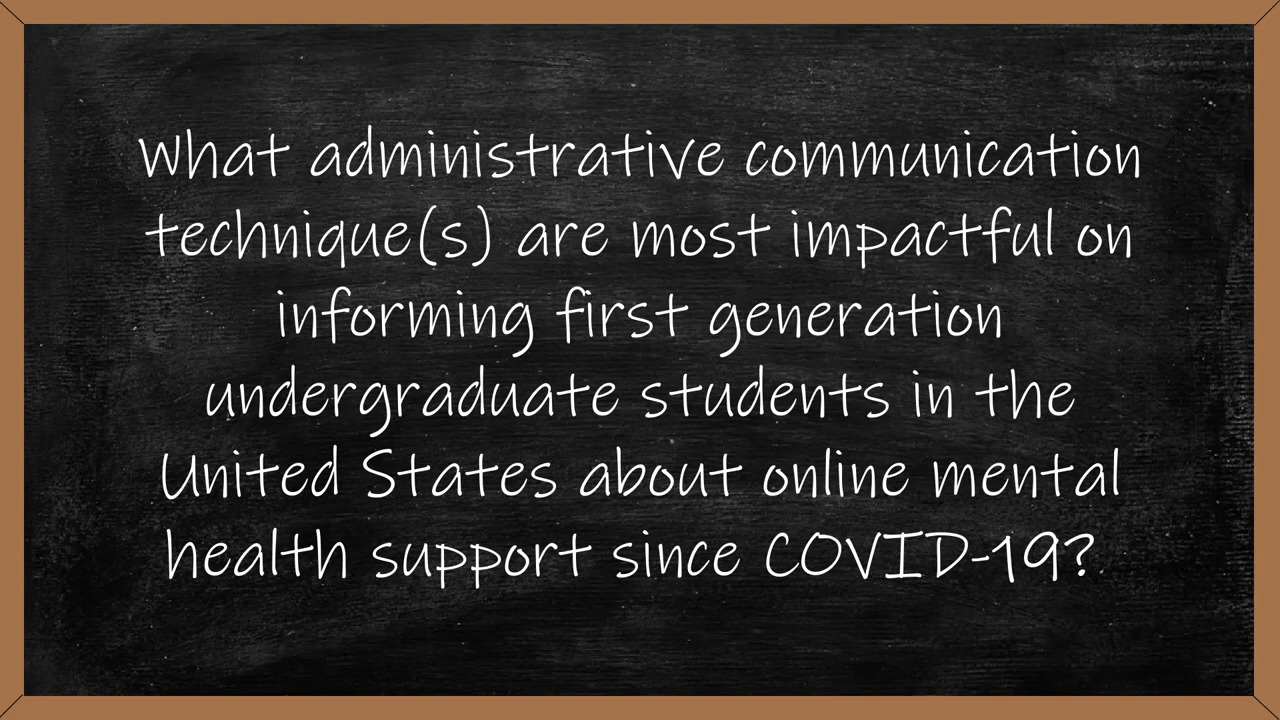 What administrative communication
technique(s) are most impactful on
informing first generation
undergraduate students in the
United States about online mental
health support since COVID-19?